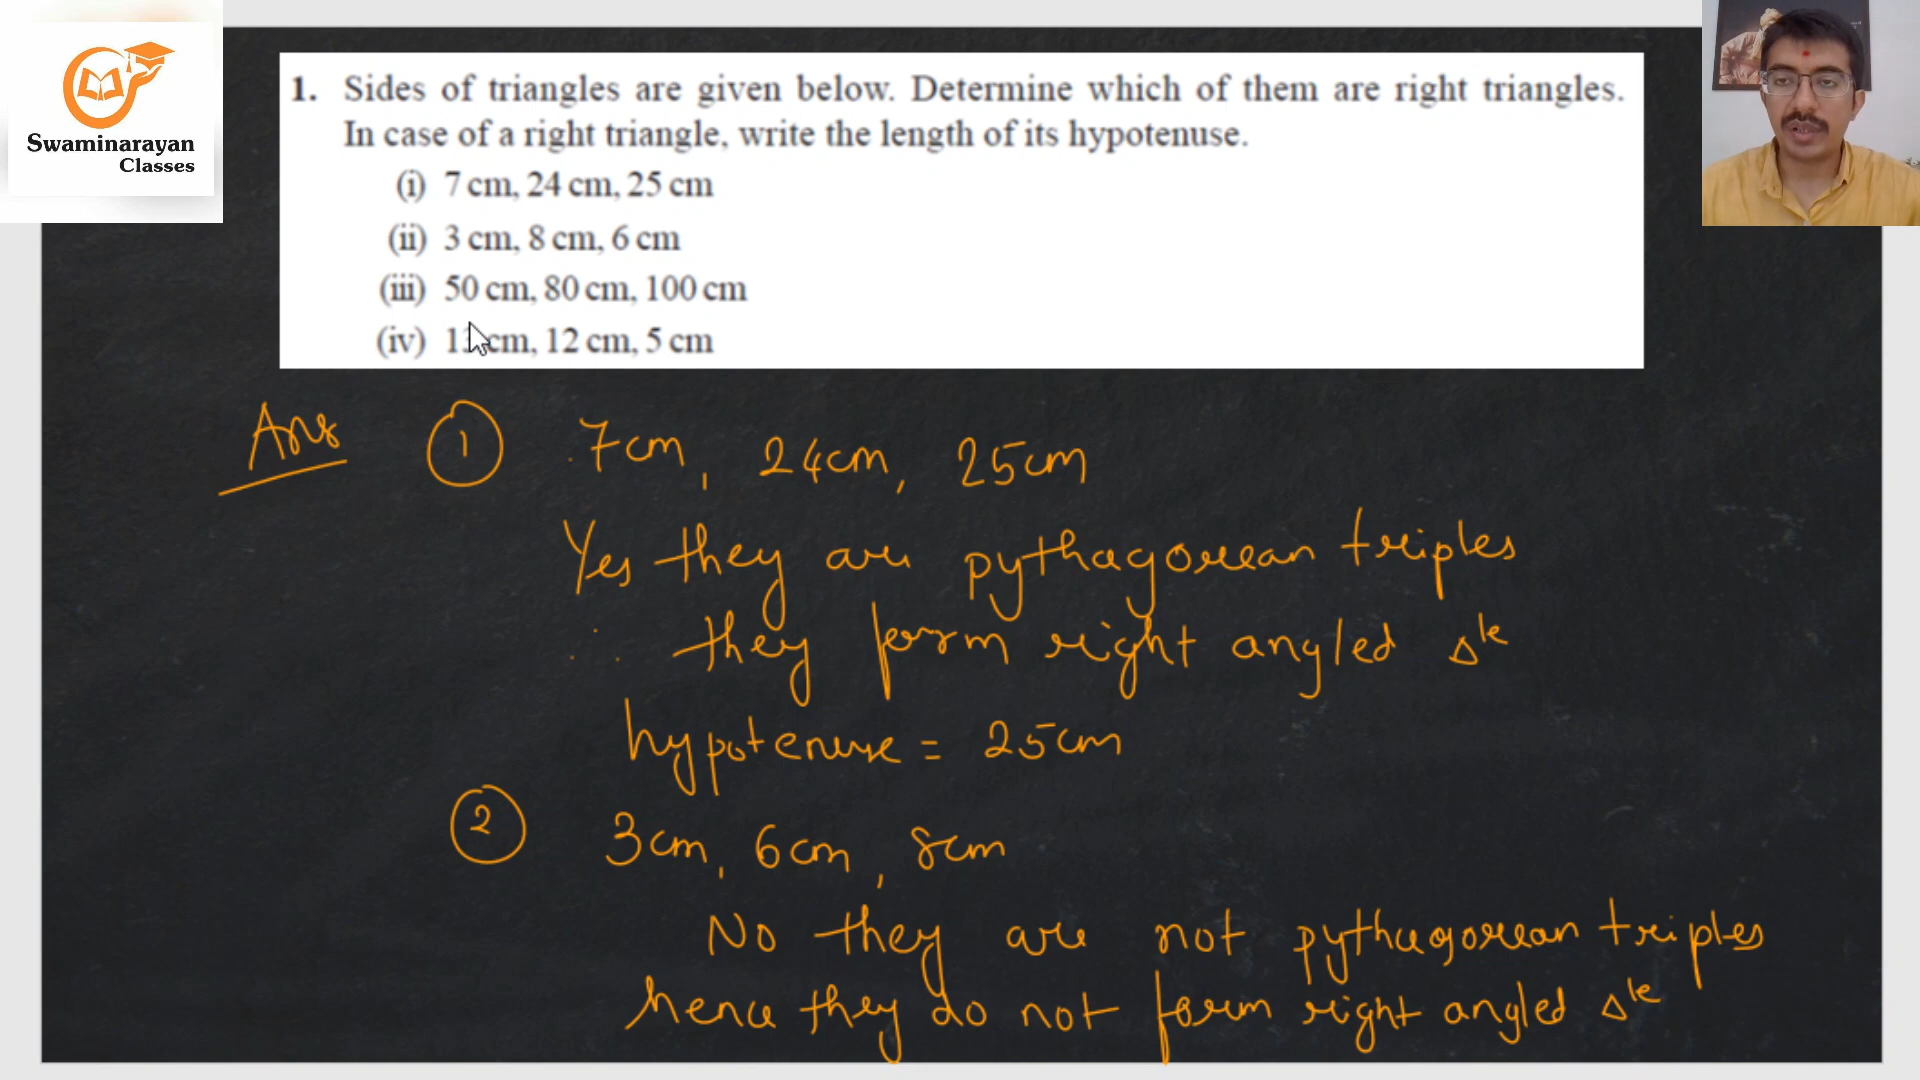 Swaminarayan
Classes
1. Sides of triangles are given below. Determine which of them are right triangles.
In case of a right triangle, write the length of its hypotenuse.
(i) 7 cm, 24 cm, 25 cm
(ii) 3 cm, 8 cm, 6 cm
(iii) 50 cm, 80 cm, 100 cm
(iv) cm, 12 cm, 5 cm
Ans ① 7cm, 24cm, 25cm
Yes they are pythagorean triples
∴ they form right angled Δle
hypotenuse = 25cm
② 3cm, 6cm, 8cm
No they are not pythagorean triples
hence they do not form right angled Δle